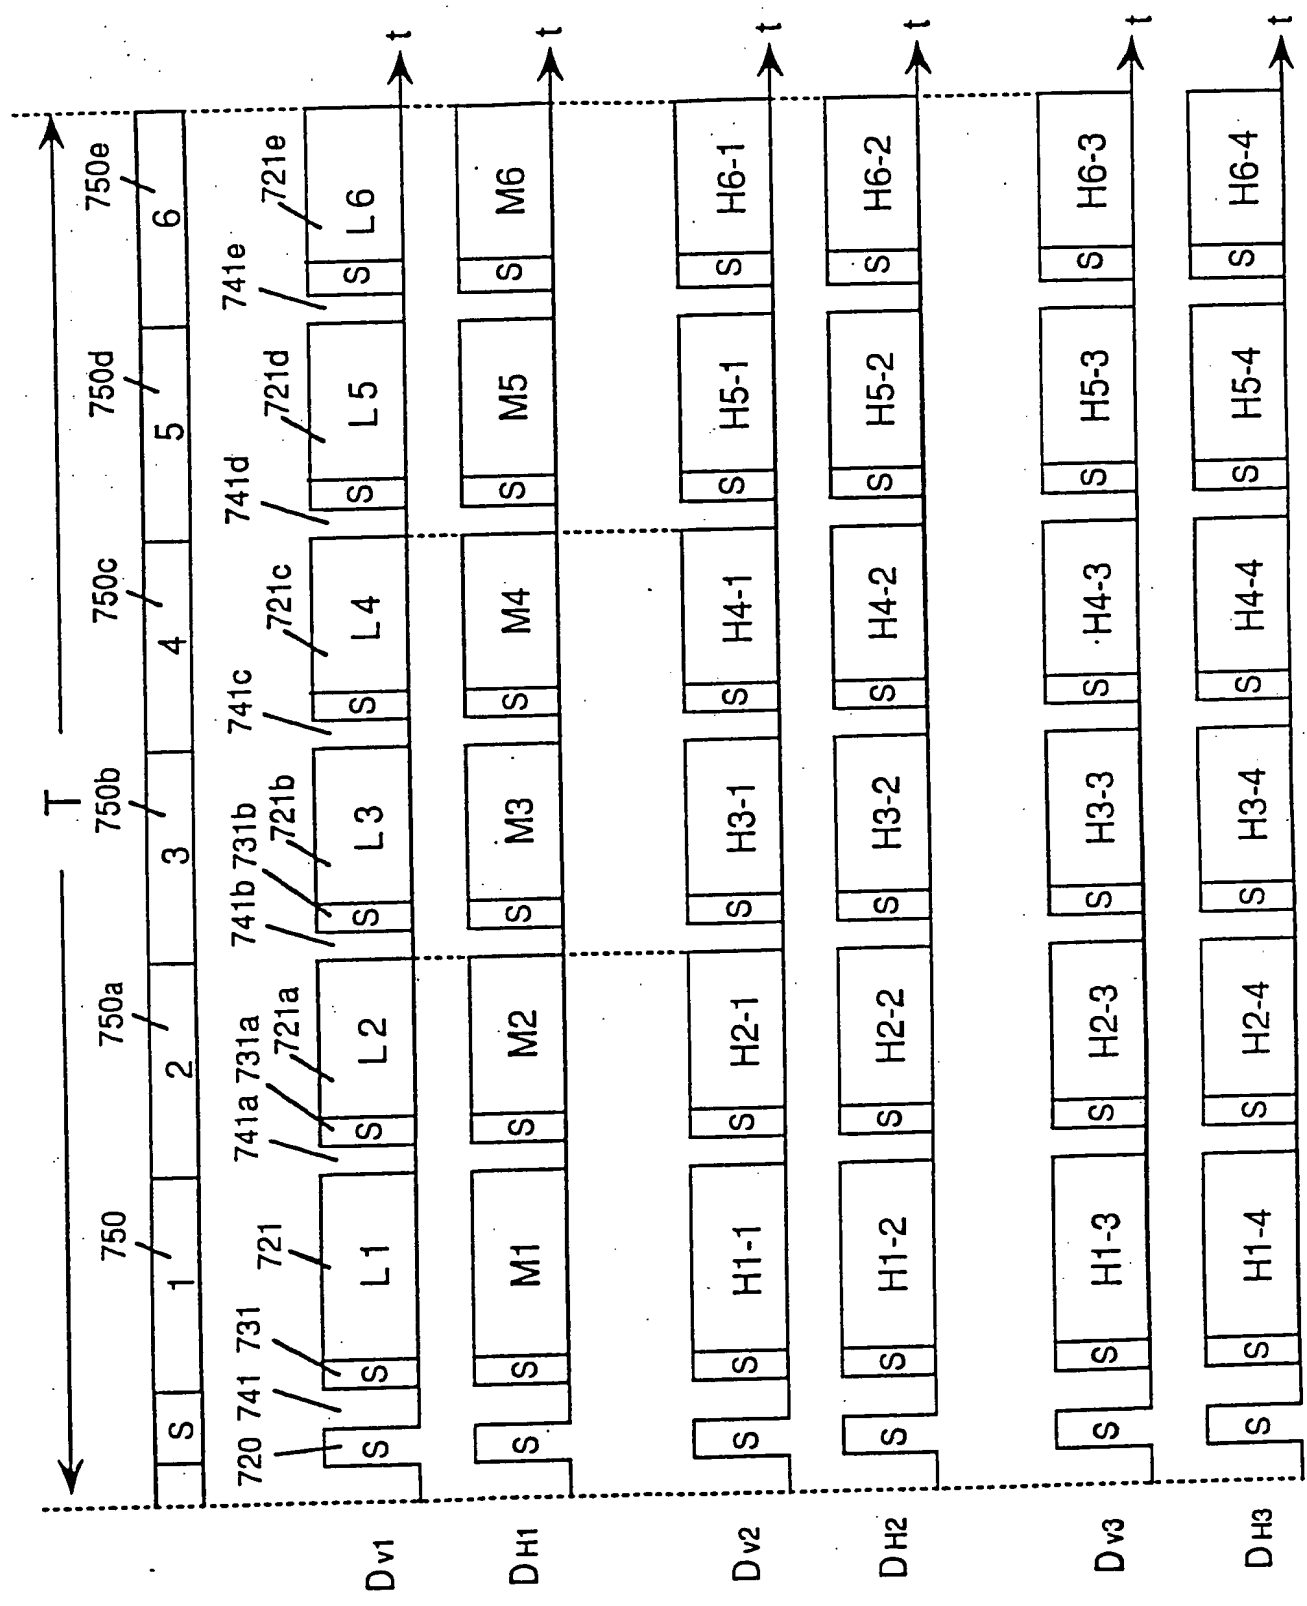 T
750 750a 750b 750c 750d 750e
S 1 2 3 4 5 6
720 741 731 721 741a 731a 721a 741b 731b 721b 741c 721c 741d 721d 741e 721e
Dv1 S S L1 S L2 S L3 S L4 S L5 S L6 t
DH1 S S M1 S M2 S M3 S M4 S M5 S M6 t
Dv2 S S H1-1 S H2-1 S H3-1 S H4-1 S H5-1 S H6-1 t
DH2 S S H1-2 S H2-2 S H3-2 S H4-2 S H5-2 S H6-2 t
Dv3 S S H1-3 S H2-3 S H3-3 S H4-3 S H5-3 S H6-3 t
DH3 S S H1-4 S H2-4 S H3-4 S H4-4 S H5-4 S H6-4 t